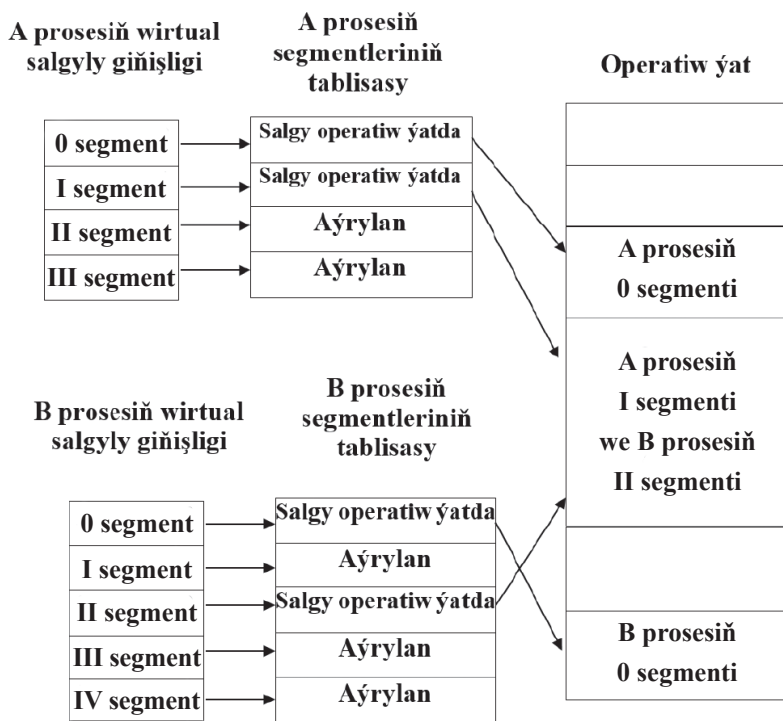 A prosesiň wirtual
salgyly giňişligi
A prosesiň
segmentleriniň
tablisasy
Operatiw ýat
0 segment
Salgy operatiw ýatda
I segment
Salgy operatiw ýatda
II segment
Aýrylan
III segment
Aýrylan
A prosesiň
0 segmenti
A prosesiň
I segmenti
we B prosesiň
II segmenti
B prosesiň wirtual
salgyly giňişligi
B prosesiň
segmentleriniň
tablisasy
0 segment
Salgy operatiw ýatda
I segment
Aýrylan
II segment
Salgy operatiw ýatda
III segment
Aýrylan
IV segment
Aýrylan
B prosesiň
0 segmenti